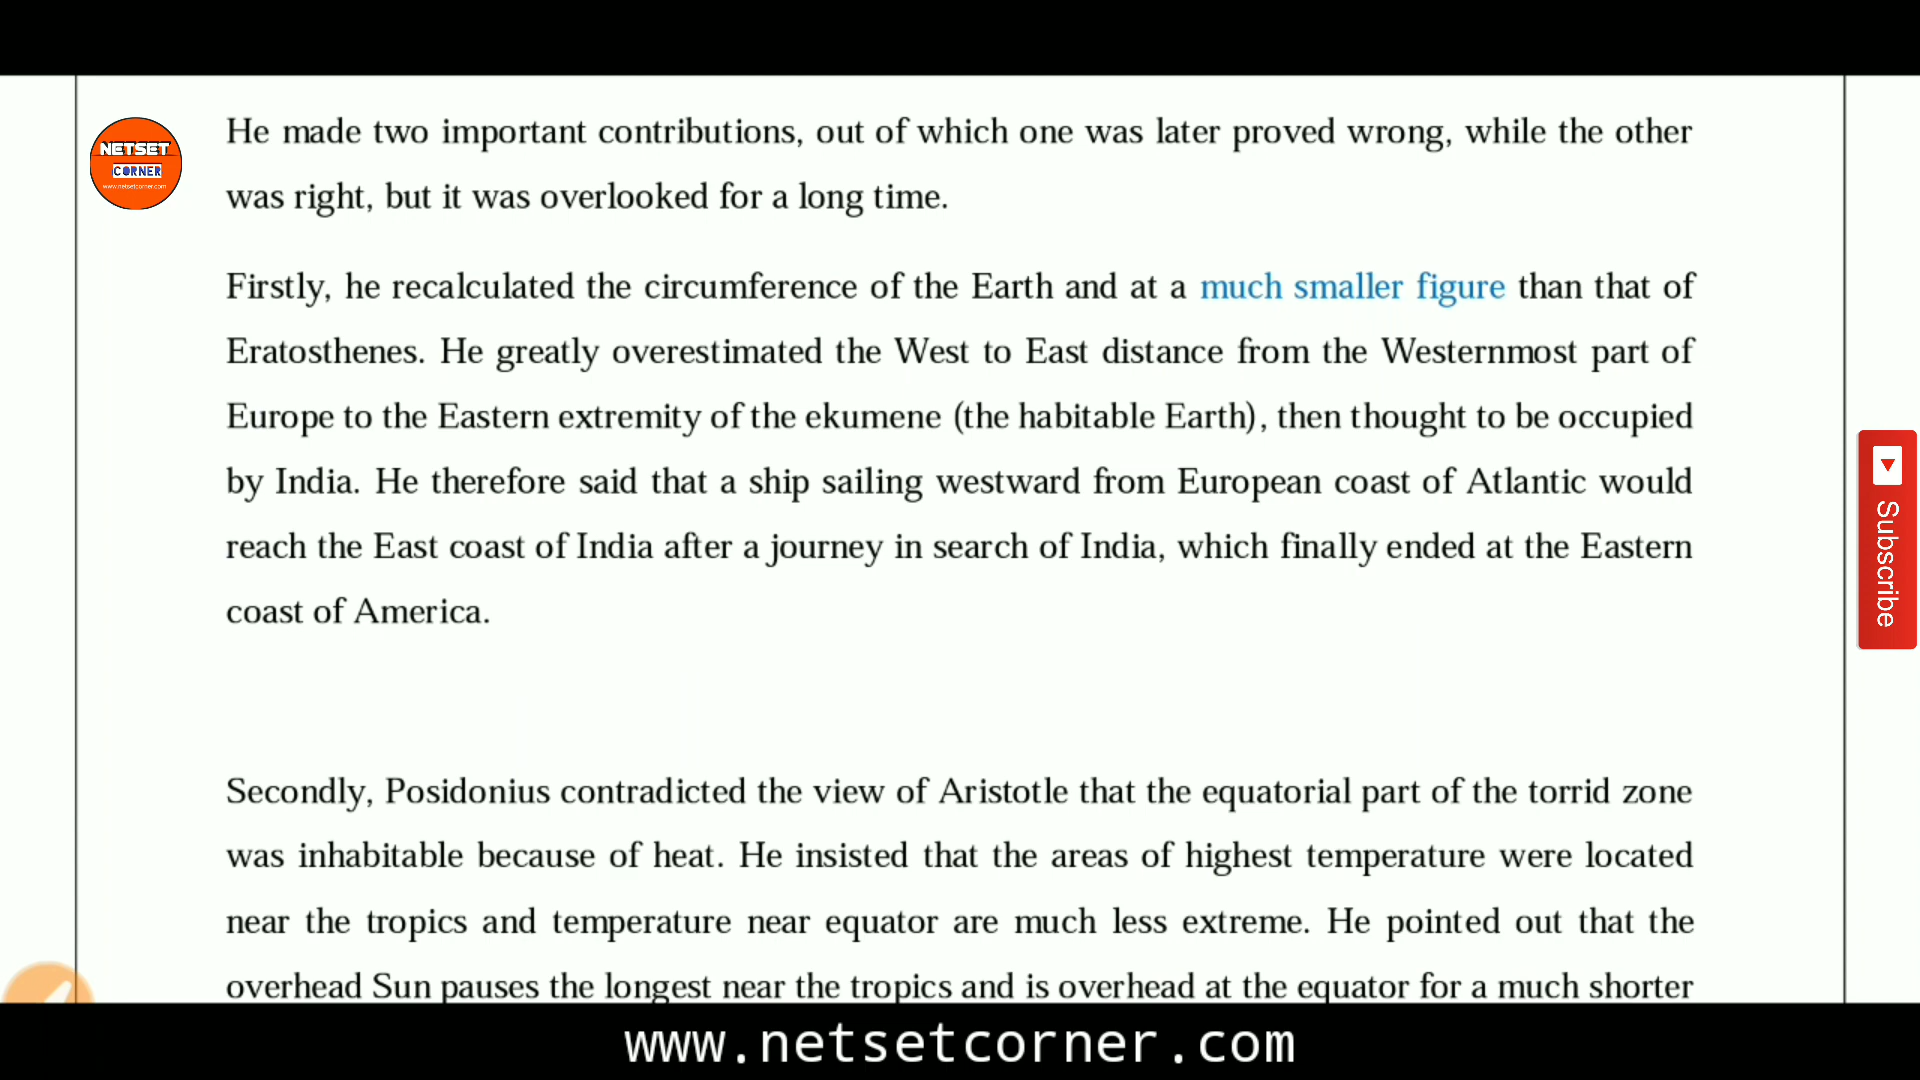 He made two important contributions, out of which one was later proved wrong, while the other
was right, but it was overlooked for a long time.
NETSET
CORNER
www.netsetcorner.com
Firstly, he recalculated the circumference of the Earth and at a much smaller figure than that of
Eratosthenes. He greatly overestimated the West to East distance from the Westernmost part of
Europe to the Eastern extremity of the ekumene (the habitable Earth), then thought to be occupied
by India. He therefore said that a ship sailing westward from European coast of Atlantic would
reach the East coast of India after a journey in search of India, which finally ended at the Eastern
coast of America.
Subscribe
Secondly, Posidonius contradicted the view of Aristotle that the equatorial part of the torrid zone
was inhabitable because of heat. He insisted that the areas of highest temperature were located
near the tropics and temperature near equator are much less extreme. He pointed out that the
overhead Sun pauses the longest near the tropics and is overhead at the equator for a much shorter
www.netsetcorner.com